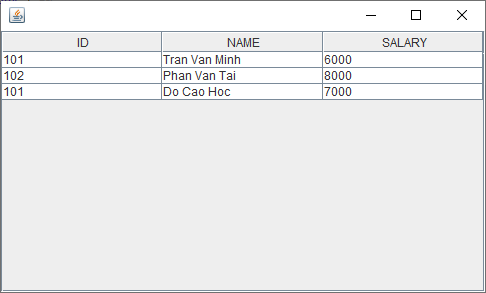 ID NAME SALARY
101 Tran Van Minh 6000
102 Phan Van Tai 8000
101 Do Cao Hoc 7000